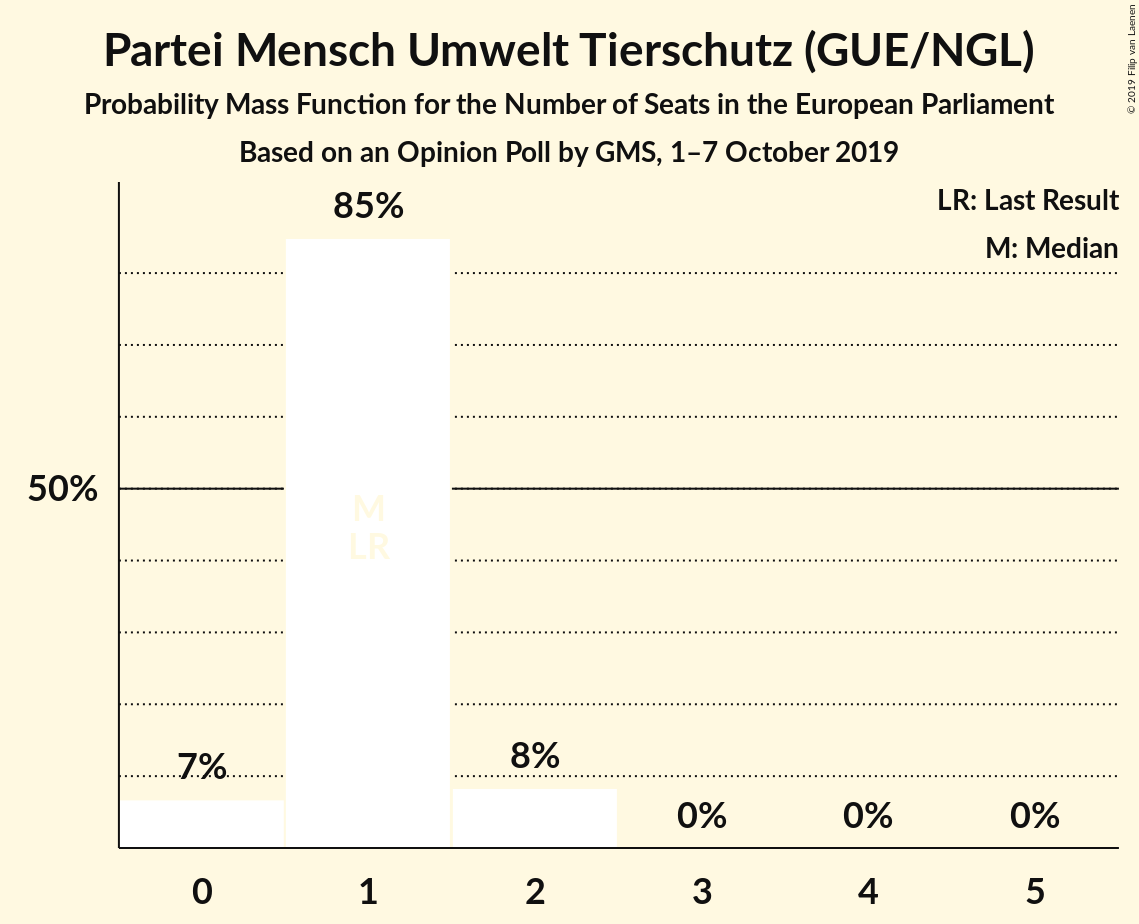 Partei Mensch Umwelt Tierschutz (GUE/NGL)
Probability Mass Function for the Number of Seats in the European Parliament
Based on an Opinion Poll by GMS, 1–7 October 2019
© 2019 Filip van Laenen
LR: Last Result
M: Median
85%
50%
M
LR
7%
8%
0%
0%
0%
0
1
2
3
4
5